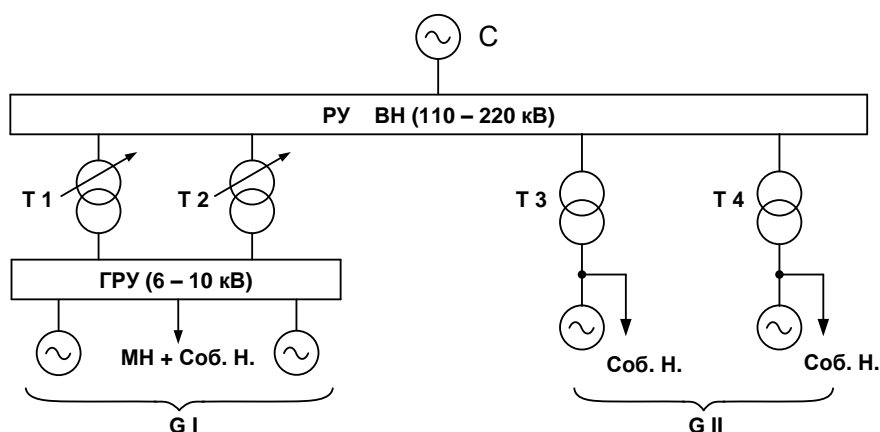 С
РУ ВН (110 – 220 кВ)
Т 1
Т 2
Т 3
Т 4
ГРУ (6 – 10 кВ)
МН + Соб. Н.
Соб. Н.
Соб. Н.
G I
G II